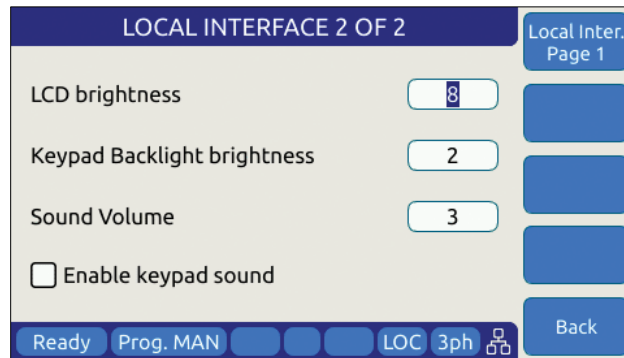 LOCAL INTERFACE 2 OF 2
Local Inter.
Page 1
LCD brightness
8
Keypad Backlight brightness
2
Sound Volume
3
Enable keypad sound
Back
Ready
Prog. MAN
LOC
3ph